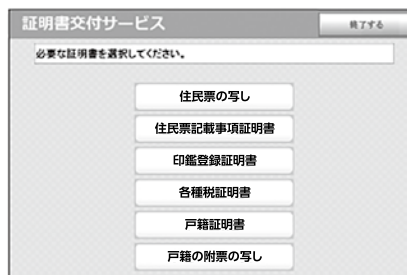 証明書交付サービス
終了する
必要な証明書を選択してください。
住民票の写し
住民票記載事項証明書
印鑑登録証明書
各種税証明書
戸籍証明書
戸籍の附票の写し